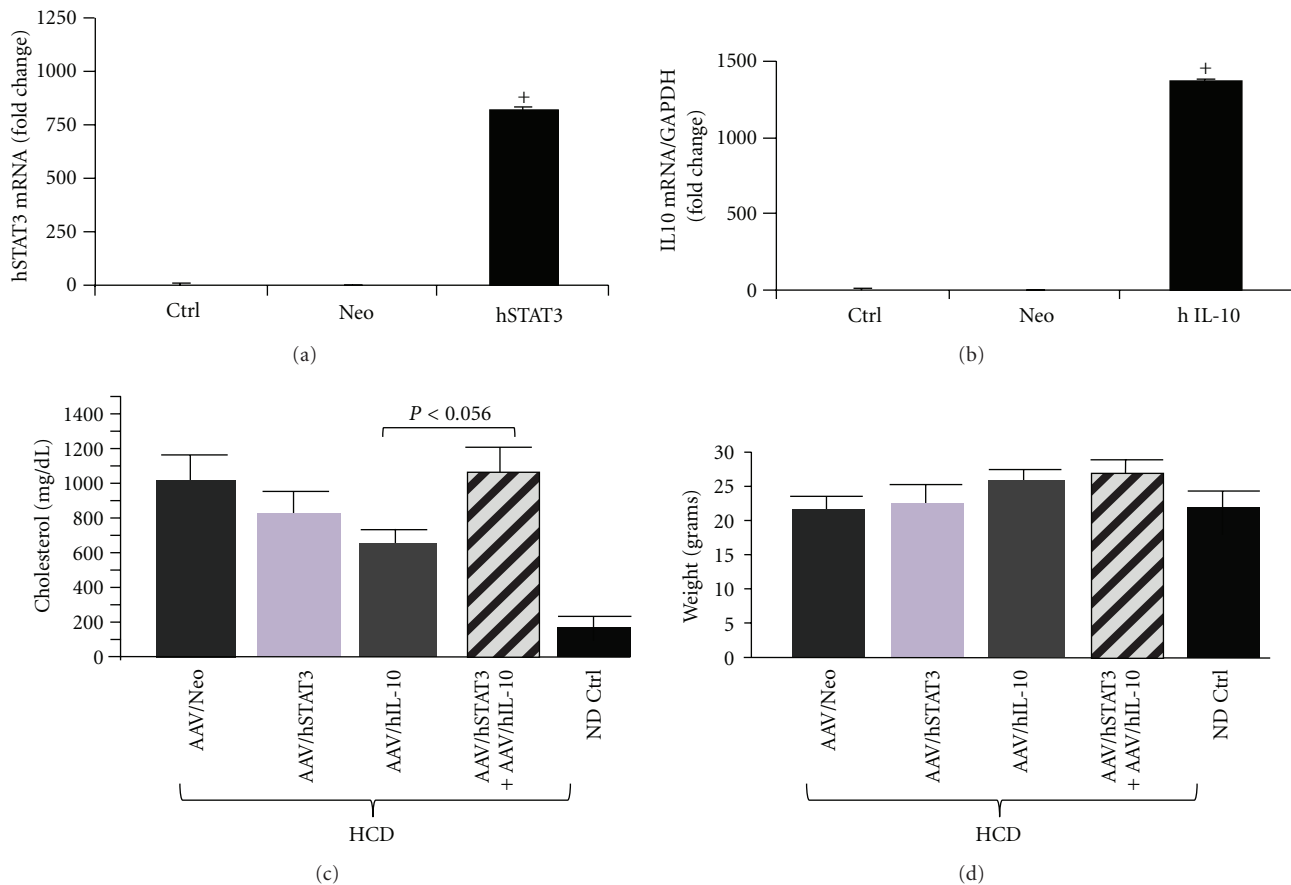 hSTAT3 mRNA (fold change)
1250
1000
750
500
250
0
+
Ctrl
Neo
hSTAT3
(a)
IL10 mRNA/GAPDH
(fold change)
1500
1000
500
0
+
Ctrl
Neo
h IL-10
(b)
Cholesterol (mg/dL)
1400
1200
1000
800
600
400
200
0
P < 0.056
AAV/Neo
AAV/hSTAT3
AAV/hIL-10
AAV/hSTAT3
+ AAV/hIL-10
ND Ctrl
HCD
(c)
Weight (grams)
30
25
20
15
10
5
0
AAV/Neo
AAV/hSTAT3
AAV/hIL-10
AAV/hSTAT3
+ AAV/hIL-10
ND Ctrl
HCD
(d)